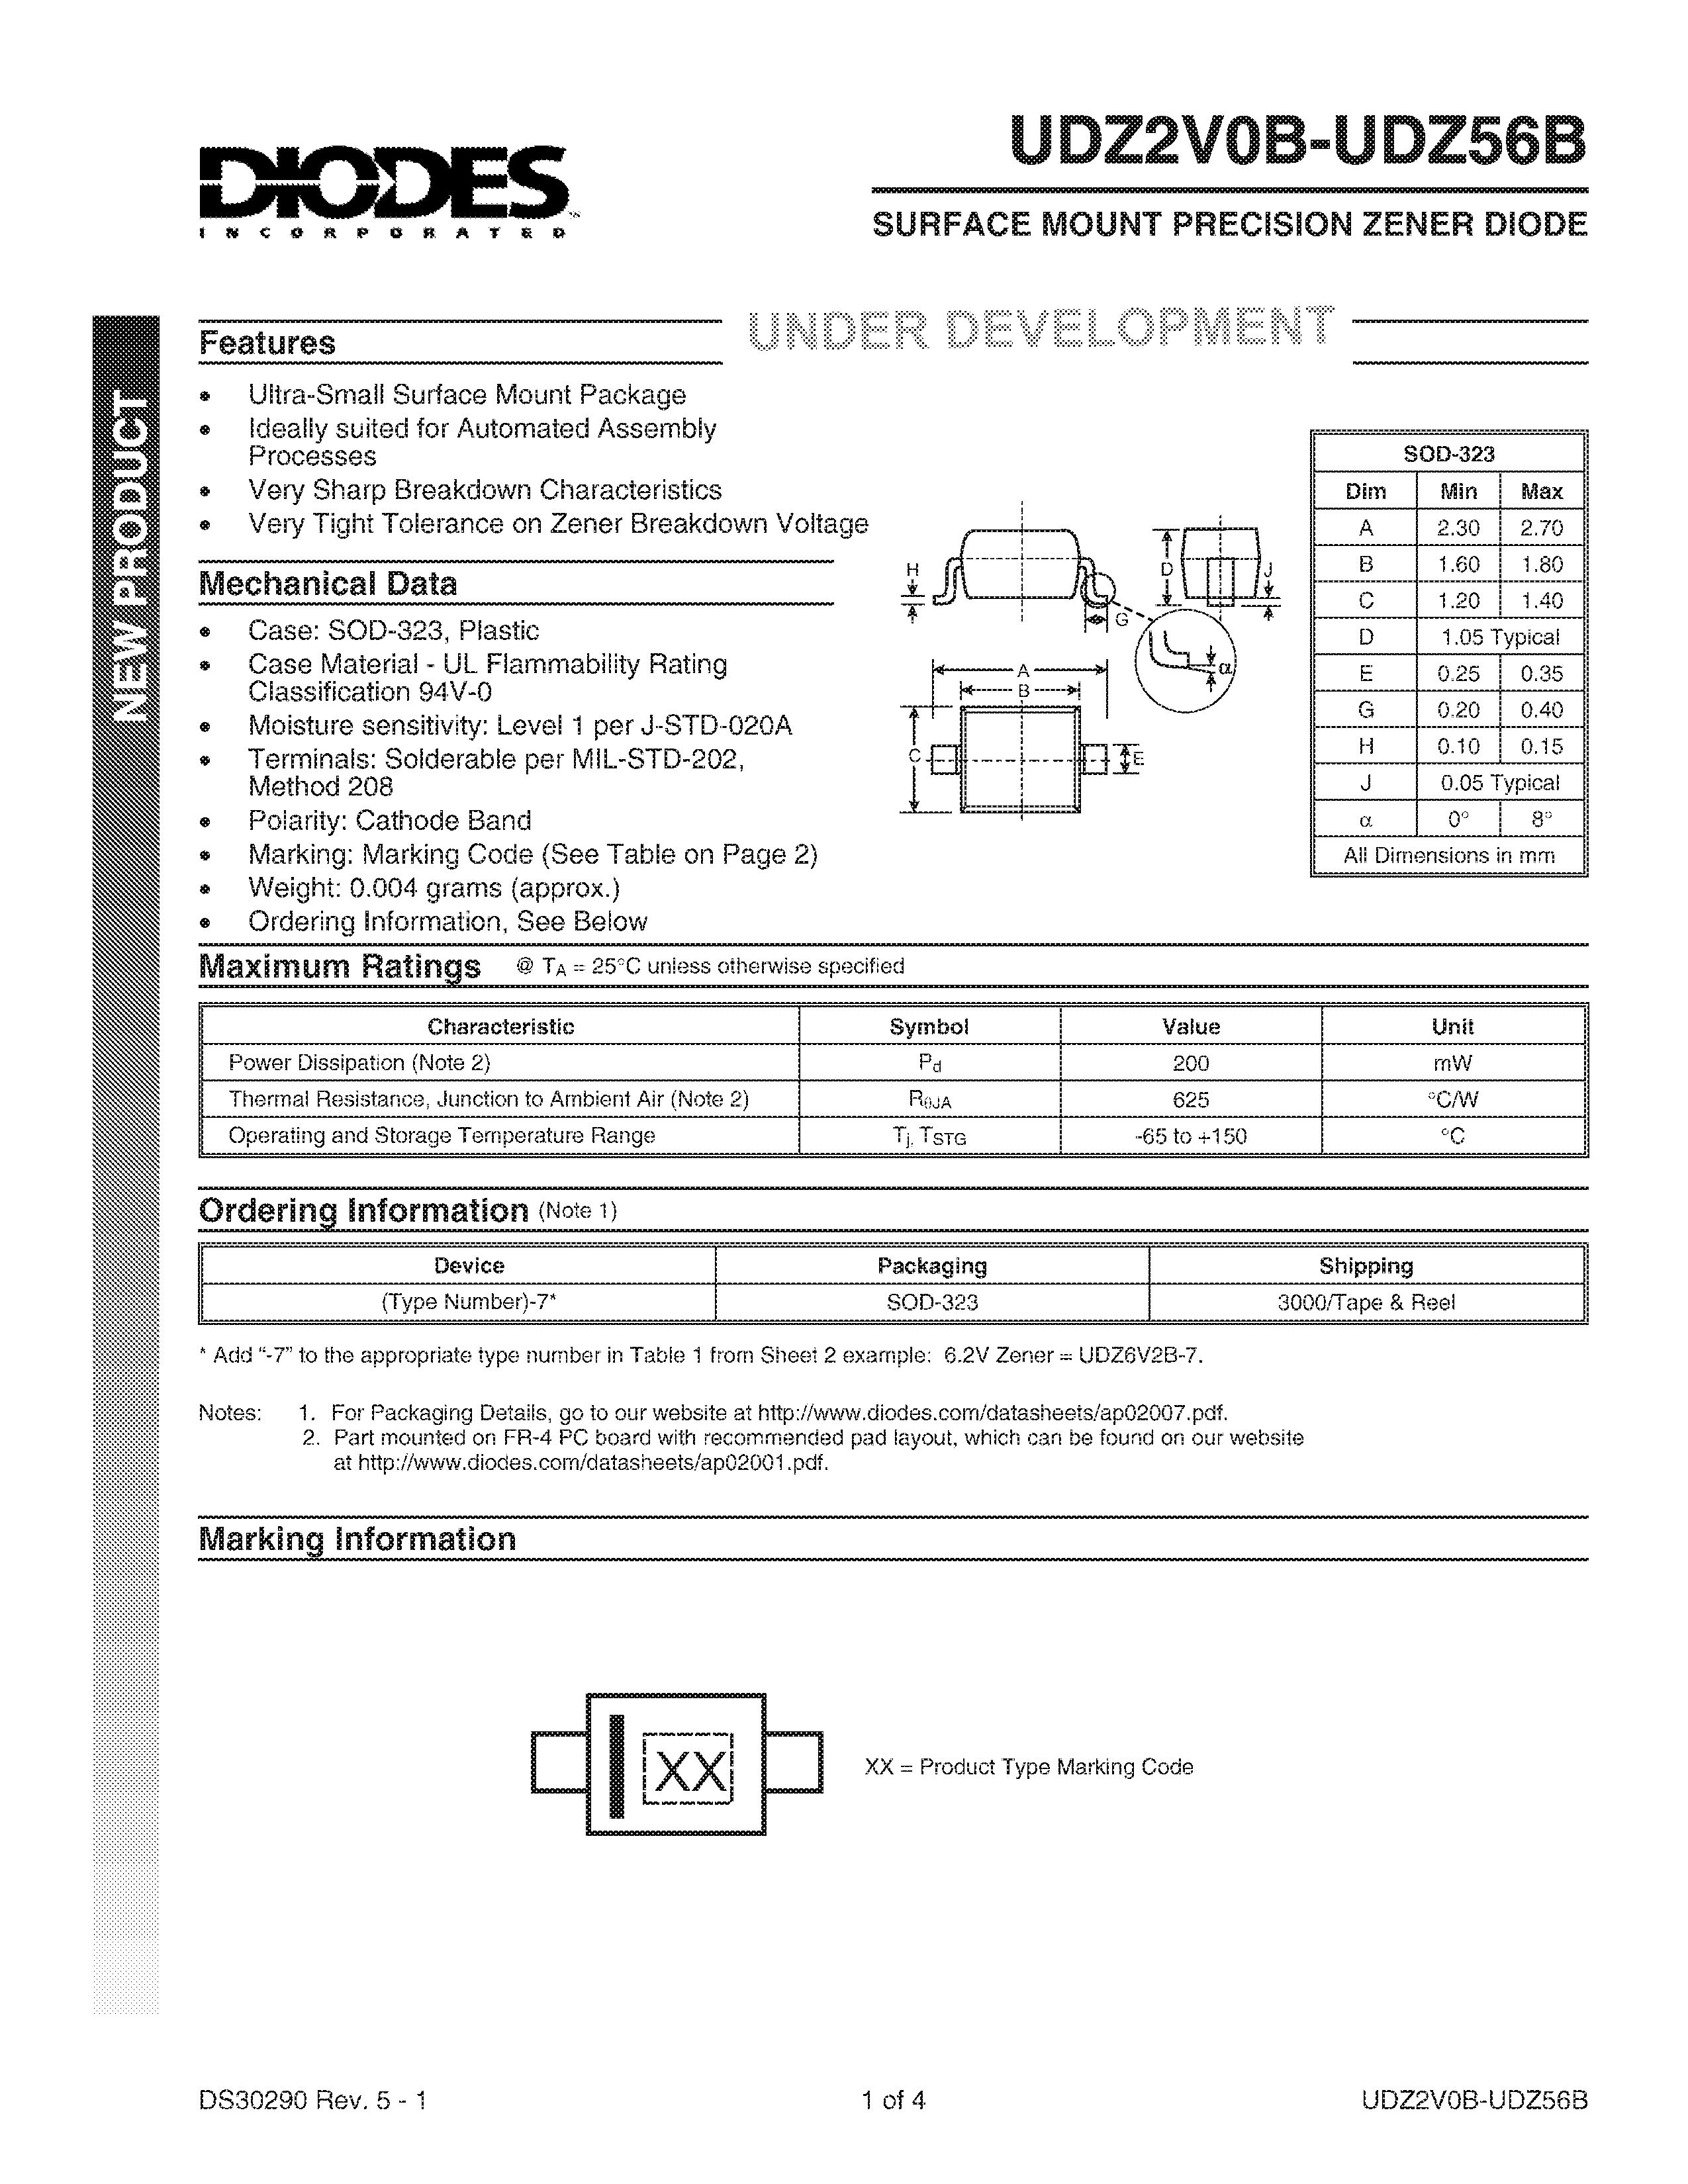 DIODES
INCORPORATED
™
UDZ2V0B-UDZ56B
SURFACE MOUNT PRECISION ZENER DIODE
NEW PRODUCT
UNDER DEVELOPMENT
Features
• Ultra-Small Surface Mount Package
• Ideally suited for Automated Assembly
Processes
• Very Sharp Breakdown Characteristics
• Very Tight Tolerance on Zener Breakdown Voltage
Mechanical Data
• Case: SOD-323, Plastic
• Case Material - UL Flammability Rating
Classification 94V-0
• Moisture sensitivity: Level 1 per J-STD-020A
• Terminals: Solderable per MIL-STD-202,
Method 208
• Polarity: Cathode Band
• Marking: Marking Code (See Table on Page 2)
• Weight: 0.004 grams (approx.)
• Ordering Information, See Below
H
D
J
G
α
A
B
C
E
SOD-323
Dim Min Max
A 2.30 2.70
B 1.60 1.80
C 1.20 1.40
D 1.05 Typical
E 0.25 0.35
G 0.20 0.40
H 0.10 0.15
J 0.05 Typical
α 0° 8°
All Dimensions in mm
Maximum Ratings @ TA = 25°C unless otherwise specified
Characteristic Symbol Value Unit
Power Dissipation (Note 2) Pd 200 mW
Thermal Resistance, Junction to Ambient Air (Note 2) RθJA 625 °C/W
Operating and Storage Temperature Range Tj, TSTG -65 to +150 °C
Ordering Information (Note 1)
Device Packaging Shipping
(Type Number)-7* SOD-323 3000/Tape & Reel
* Add "-7" to the appropriate type number in Table 1 from Sheet 2 example: 6.2V Zener = UDZ6V2B-7.
Notes: 1. For Packaging Details, go to our website at http://www.diodes.com/datasheets/ap02007.pdf.
2. Part mounted on FR-4 PC board with recommended pad layout, which can be found on our website
at http://www.diodes.com/datasheets/ap02001.pdf.
Marking Information
XX
XX = Product Type Marking Code
DS30290 Rev. 5 - 1
1 of 4
UDZ2V0B-UDZ56B